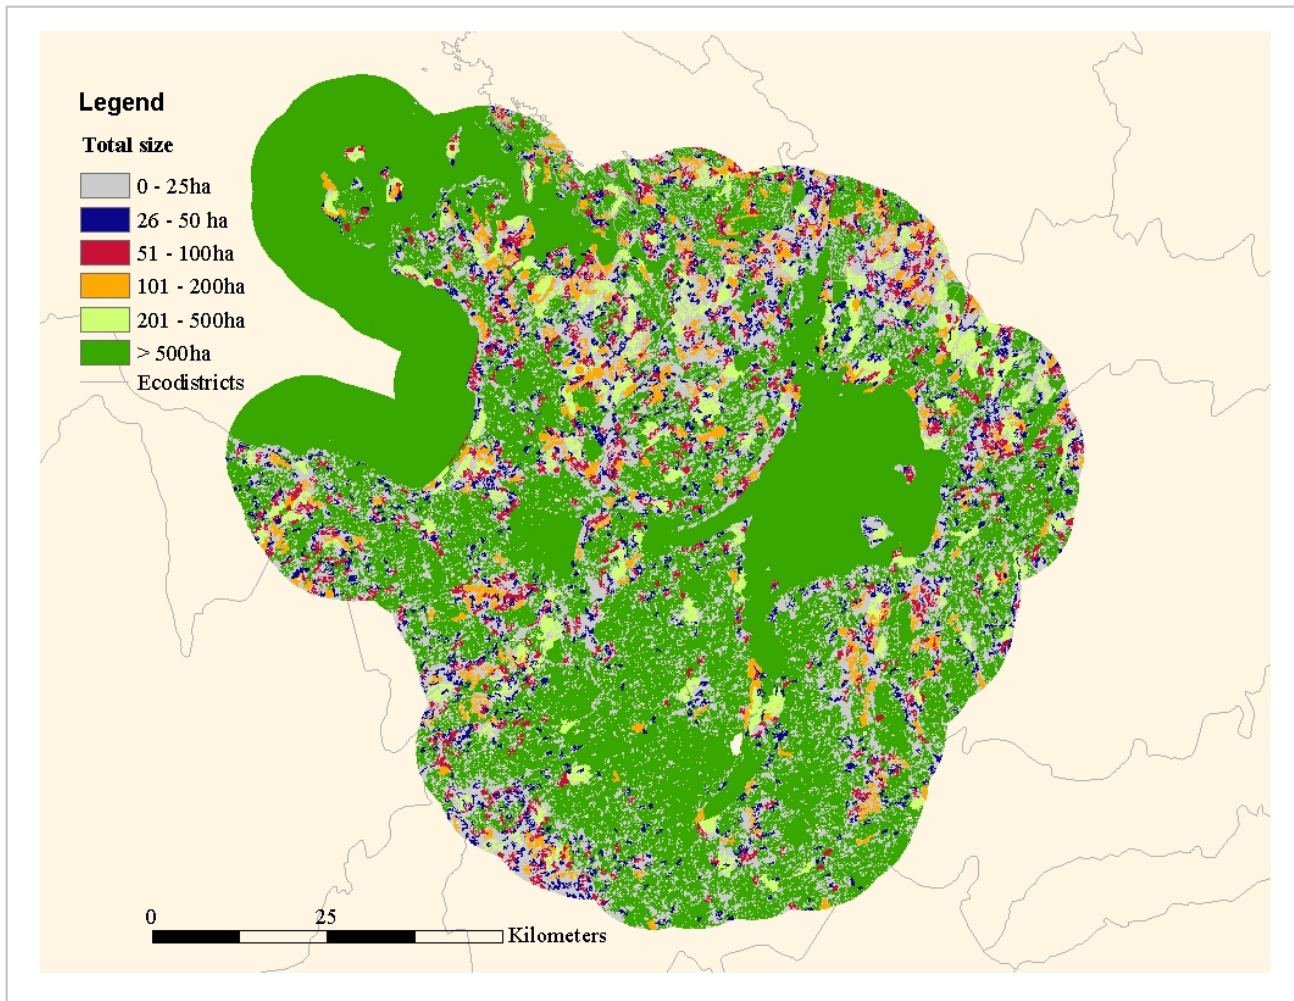 Legend
Total size
0 - 25ha
26 - 50 ha
51 - 100ha
101 - 200ha
201 - 500ha
> 500ha
Ecodistricts
0 25
Kilometers